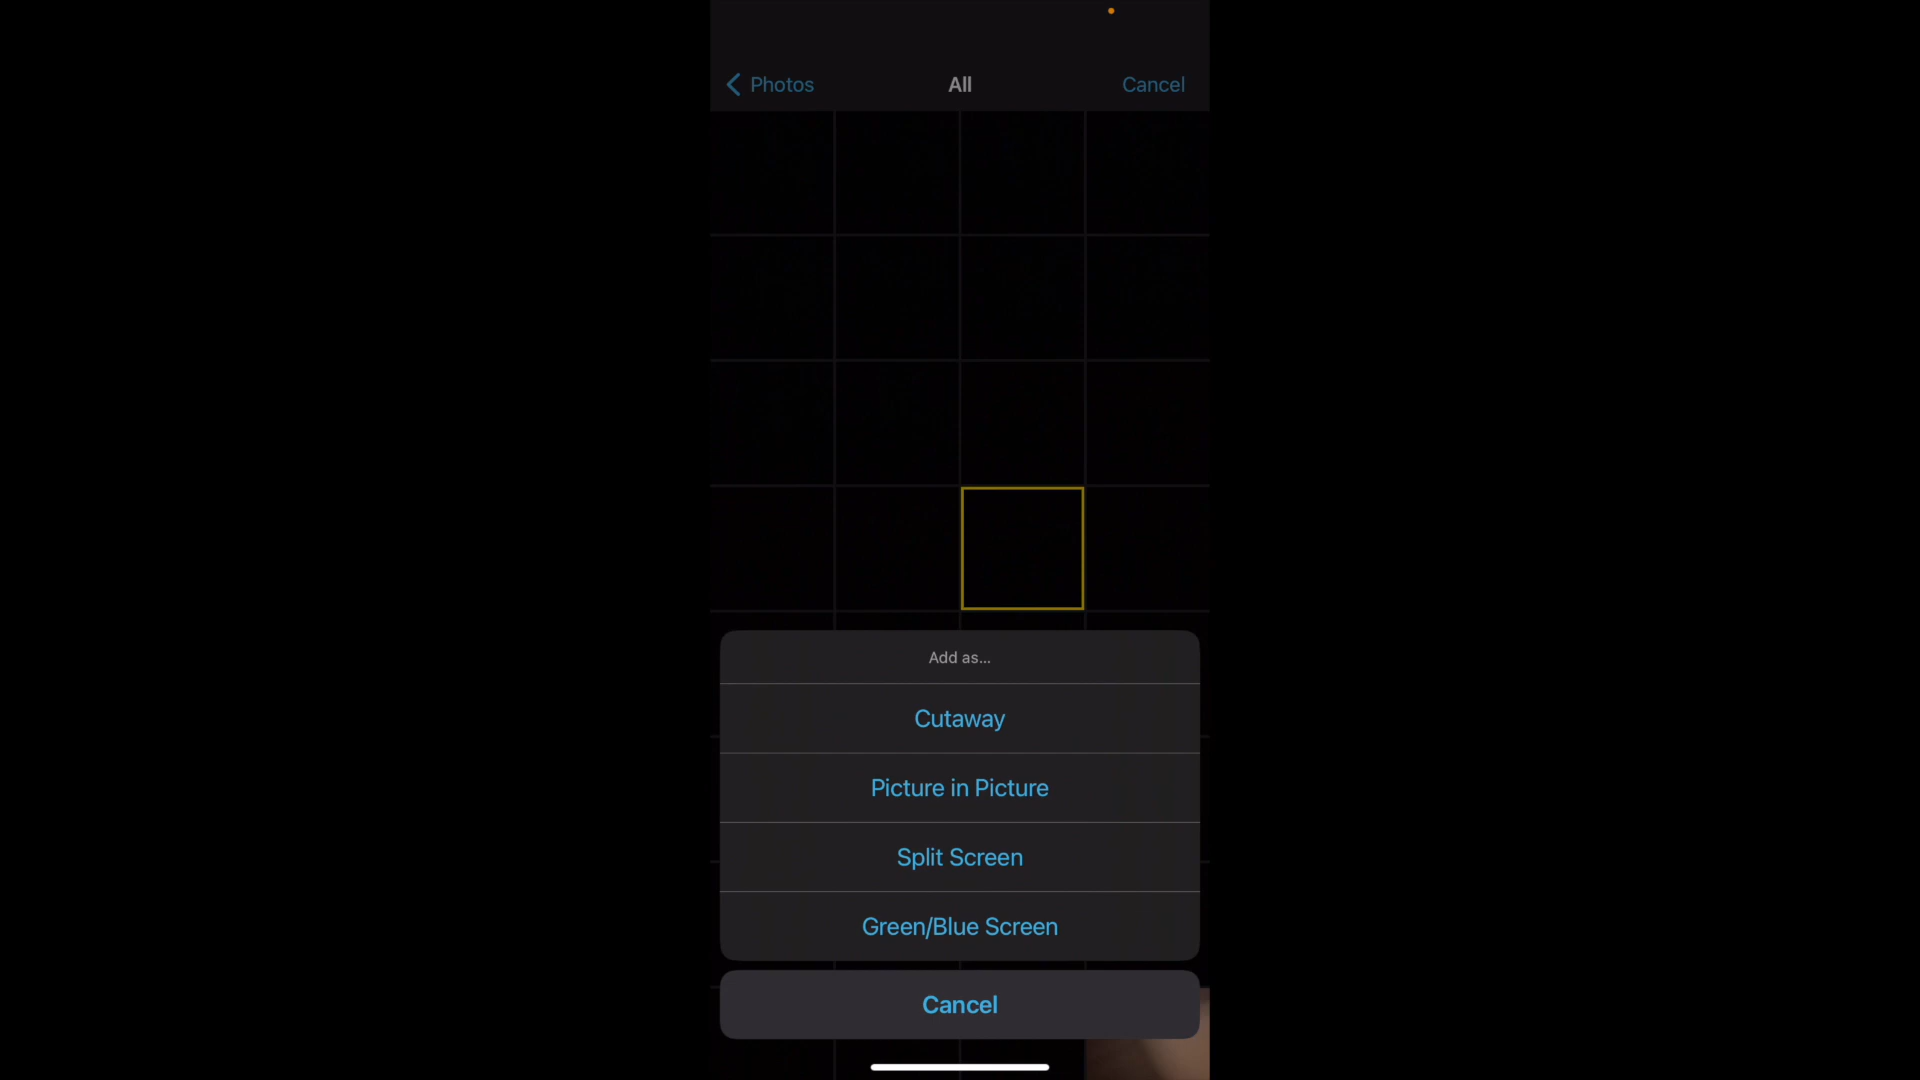 Photos
All
Cancel
Add as...
Cutaway
Picture in Picture
Split Screen
Green/Blue Screen
Cancel